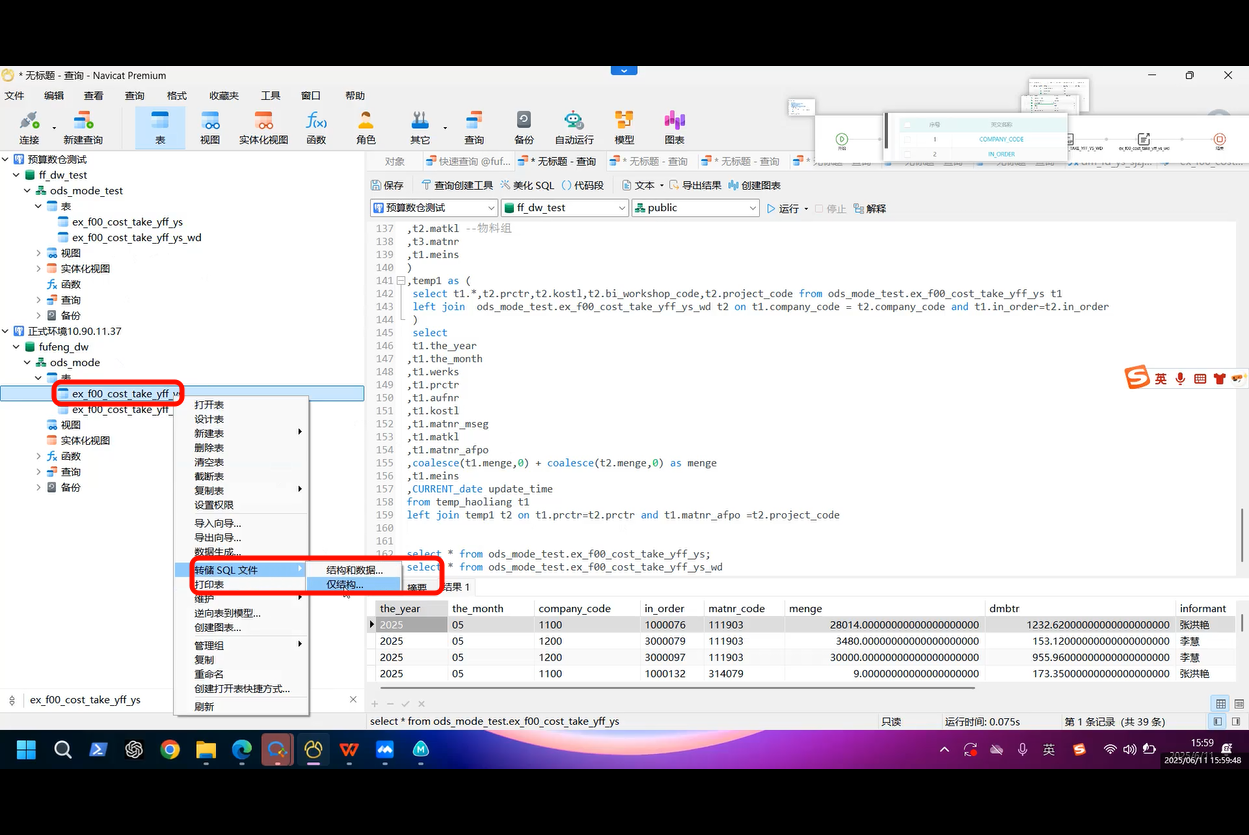 * 无标题 - 查询 - Navicat Premium
文件 编辑 查看 查询 格式 收藏夹 工具 窗口 帮助
连接 新建查询 表 视图 实体化视图 函数 角色 其它 查询 备份 自动运行 模型 图表
序号 英文名称
1 COMPANY_CODE
2 IN_ORDER
对象 快速查询 @fuf... * 无标题 - 查询 * 无标题 - 查询 * 无标题 - 查询
保存 查询创建工具 美化 SQL () 代码段 文本 导出结果 创建图表
预算数仓测试 ff_dw_test public 运行 停止 解释
预算数仓测试
ff_dw_test
ods_mode_test
表
ex_f00_cost_take_yff_ys
ex_f00_cost_take_yff_ys_wd
视图
实体化视图
函数
查询
备份
正式环境10.90.11.37
fufeng_dw
ods_mode
表
ex_f00_cost_take_yff_y
ex_f00_cost_take_yff_
视图
实体化视图
函数
查询
备份
打开表
设计表
新建表
删除表
清空表
截断表
复制表
设置权限
导入向导...
导出向导...
数据生成...
转储 SQL 文件
打印表
维护
逆向表到模型...
创建图表...
管理组
复制
重命名
创建打开表快捷方式...
刷新
结构和数据...
仅结构...
137 ,t2.matkl --物料组
138 ,t3.matnr
139 ,t1.meins
140 )
141 ,temp1 as (
142 select t1.*,t2.prctr,t2.kostl,t2.bi_workshop_code,t2.project_code from ods_mode_test.ex_f00_cost_take_yff_ys t1
143 left join ods_mode_test.ex_f00_cost_take_yff_ys_wd t2 on t1.company_code = t2.company_code and t1.in_order=t2.in_order
144 )
145 select
146 t1.the_year
147 ,t1.the_month
148 ,t1.werks
149 ,t1.prctr
150 ,t1.aufnr
151 ,t1.kostl
152 ,t1.matnr_mseg
153 ,t1.matkl
154 ,t1.matnr_afpo
155 ,coalesce(t1.menge,0) + coalesce(t2.menge,0) as menge
156 ,t1.meins
157 ,CURRENT_date update_time
158 from temp_haoliang t1
159 left join temp1 t2 on t1.prctr=t2.prctr and t1.matnr_afpo =t2.project_code
160
161
162 select * from ods_mode_test.ex_f00_cost_take_yff_ys;
select * from ods_mode_test.ex_f00_cost_take_yff_ys_wd
摘要 结果 1
the_year the_month company_code in_order matnr_code menge dmbtr informant
2025 05 1100 1000076 111903 28014.00000000000000000000 1232.62000000000000000000 张洪艳
2025 05 1200 3000079 111903 3480.00000000000000000000 153.12000000000000000000 李慧
2025 05 1200 3000097 111903 30000.00000000000000000000 955.96000000000000000000 李慧
2025 05 1100 1000132 314079 9.00000000000000000000 173.35000000000000000000 张洪艳
ex_f00_cost_take_yff_ys
select * from ods_mode_test.ex_f00_cost_take_yff_ys 只读 运行时间: 0.075s 第 1 条记录 (共 39 条)
英
英
15:59
2025/06/11 15:59:48